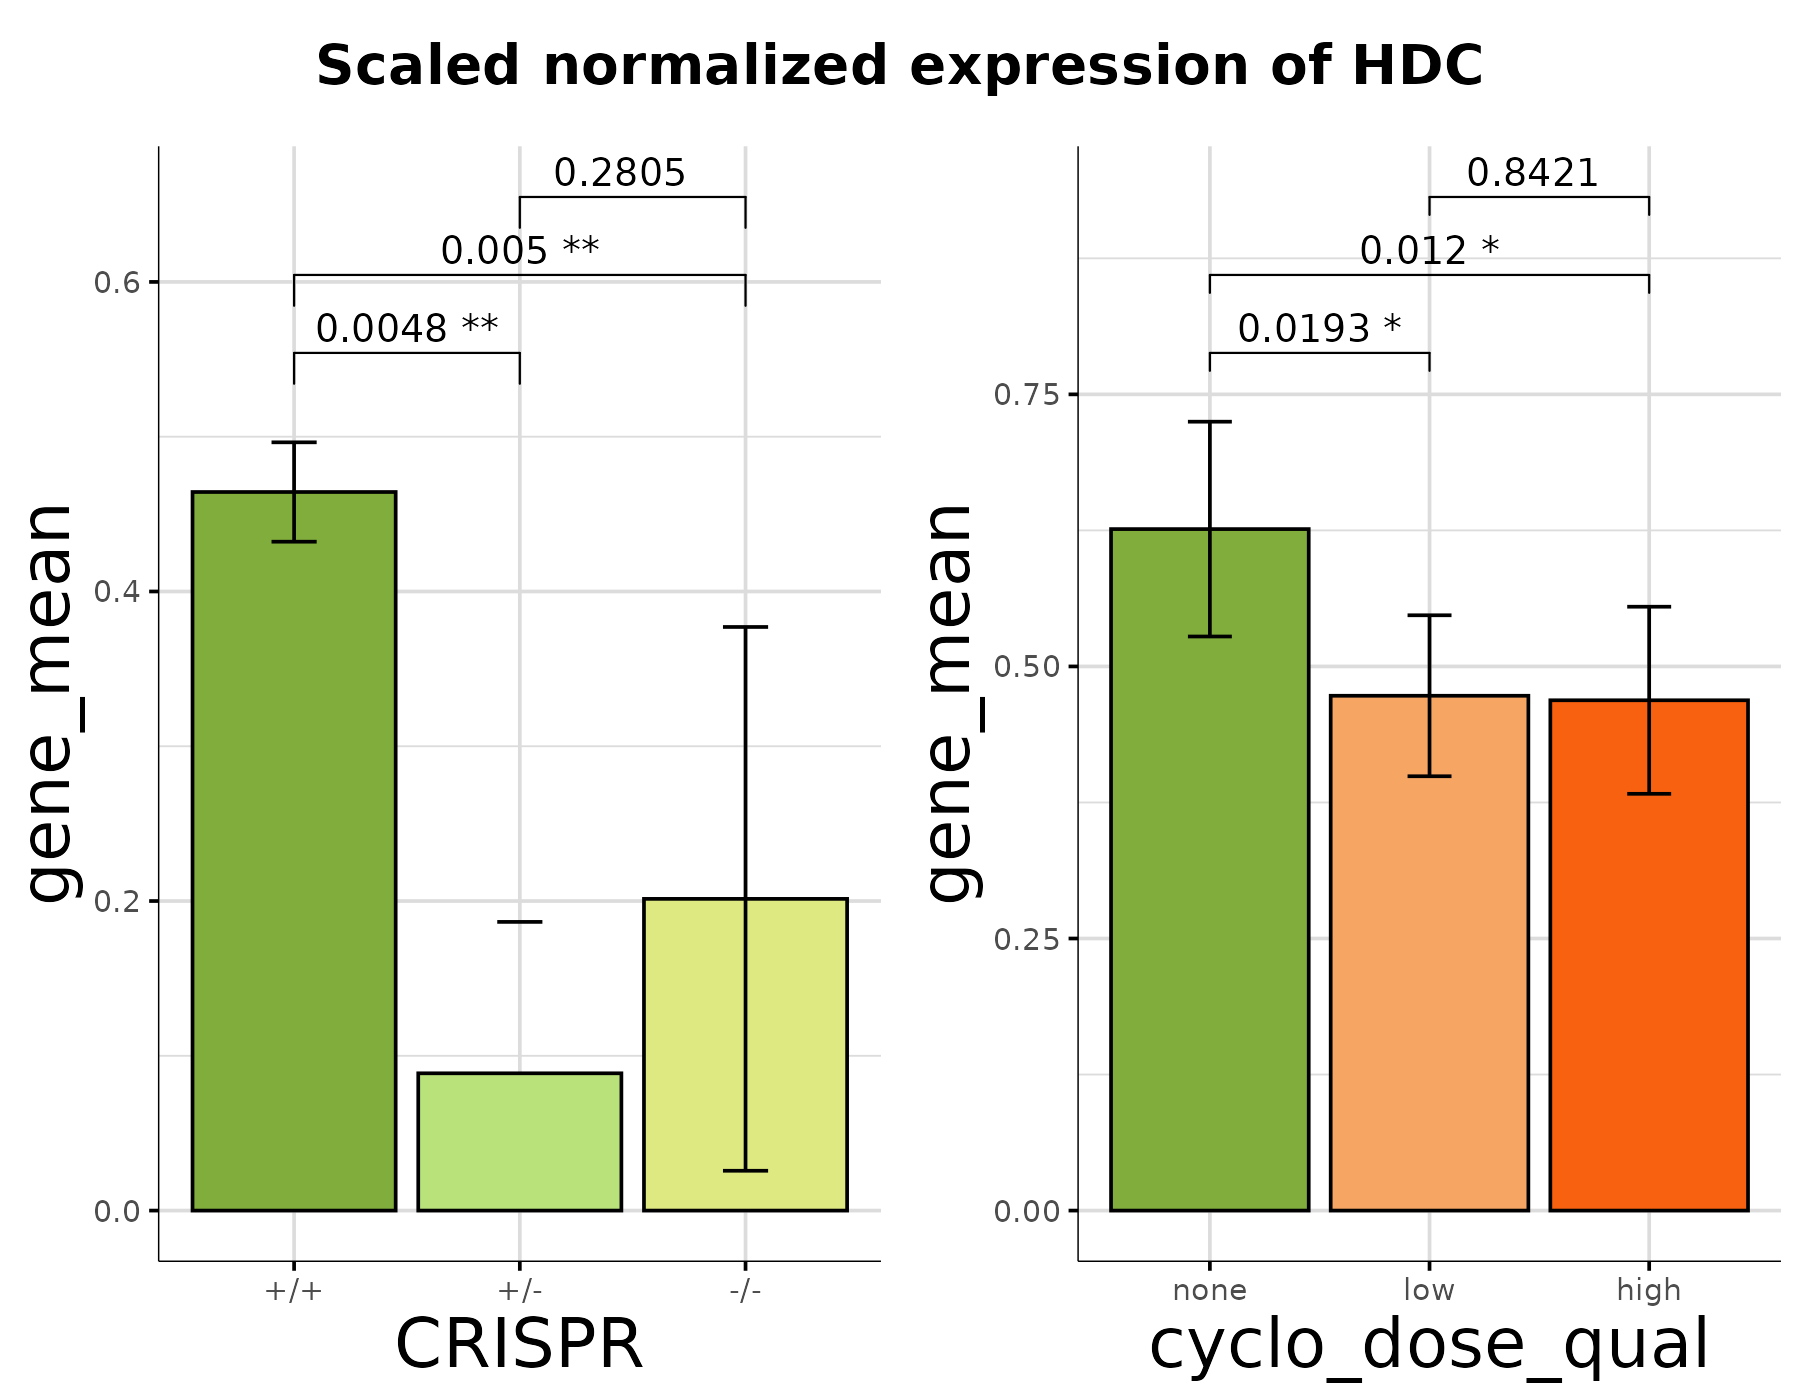 Scaled normalized expression of HDC
gene_mean
0.6
0.4
0.2
0.0
0.2805
0.005 **
0.0048 **
+/+ +/- -/-
CRISPR
gene_mean
0.75
0.50
0.25
0.00
0.8421
0.012 *
0.0193 *
none low high
cyclo_dose_qual